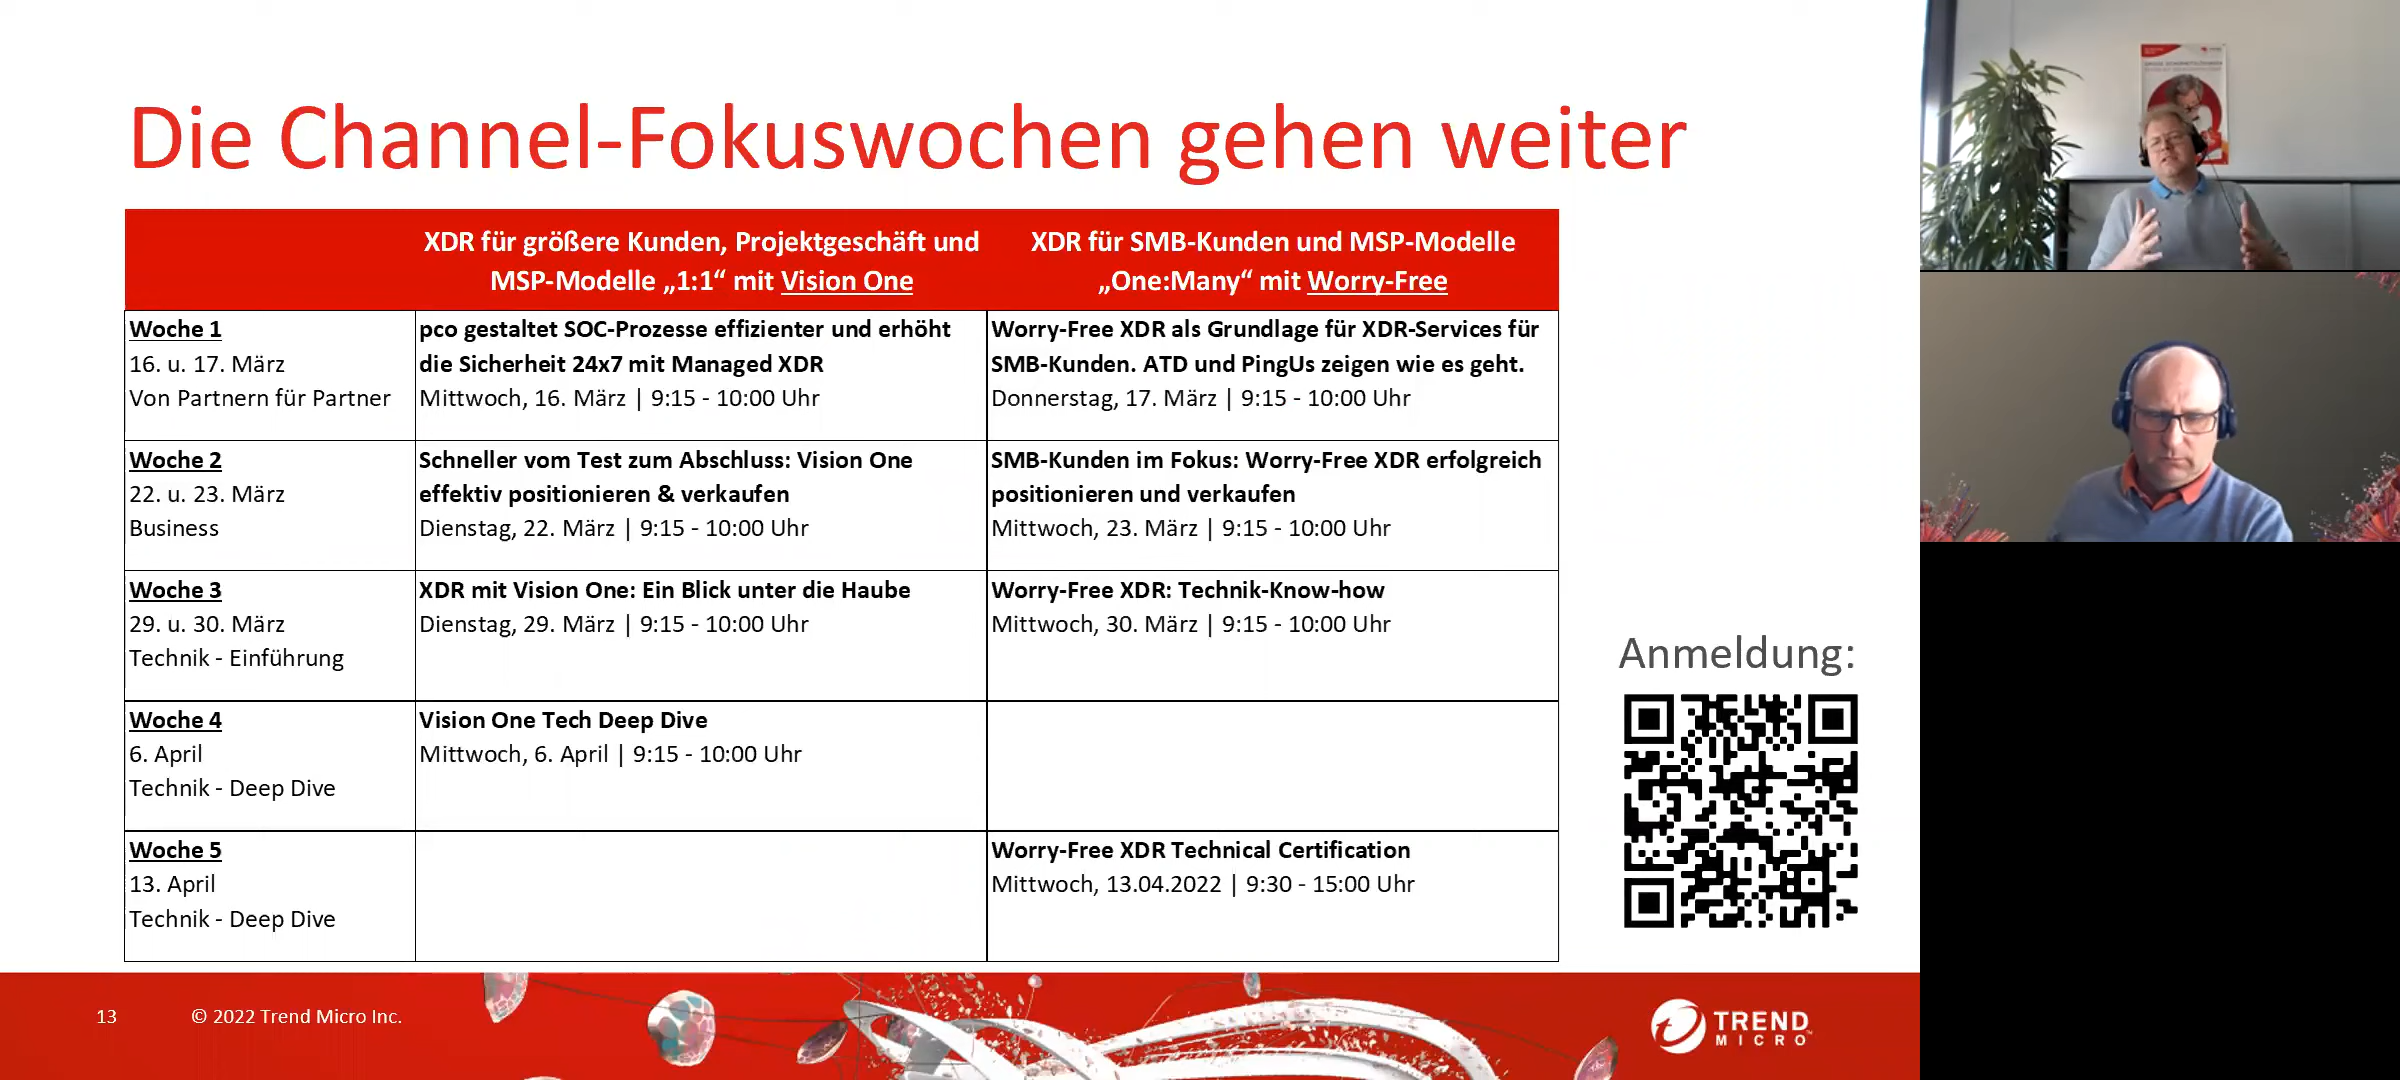 Die Channel-Fokuswochen gehen weiter
XDR für größere Kunden, Projektgeschäft und
MSP-Modelle „1:1“ mit Vision One
XDR für SMB-Kunden und MSP-Modelle
„One:Many“ mit Worry-Free
Woche 1
16. u. 17. März
Von Partnern für Partner
pco gestaltet SOC-Prozesse effizienter und erhöht
die Sicherheit 24x7 mit Managed XDR
Mittwoch, 16. März | 9:15 - 10:00 Uhr
Worry-Free XDR als Grundlage für XDR-Services für
SMB-Kunden. ATD und PingUs zeigen wie es geht.
Donnerstag, 17. März | 9:15 - 10:00 Uhr
Woche 2
22. u. 23. März
Business
Schneller vom Test zum Abschluss: Vision One
effektiv positionieren & verkaufen
Dienstag, 22. März | 9:15 - 10:00 Uhr
SMB-Kunden im Fokus: Worry-Free XDR erfolgreich
positionieren und verkaufen
Mittwoch, 23. März | 9:15 - 10:00 Uhr
Woche 3
29. u. 30. März
Technik - Einführung
XDR mit Vision One: Ein Blick unter die Haube
Dienstag, 29. März | 9:15 - 10:00 Uhr
Worry-Free XDR: Technik-Know-how
Mittwoch, 30. März | 9:15 - 10:00 Uhr
Woche 4
6. April
Technik - Deep Dive
Vision One Tech Deep Dive
Mittwoch, 6. April | 9:15 - 10:00 Uhr
Woche 5
13. April
Technik - Deep Dive
Worry-Free XDR Technical Certification
Mittwoch, 13.04.2022 | 9:30 - 15:00 Uhr
Anmeldung:
13
© 2022 Trend Micro Inc.
TREND
MICRO™